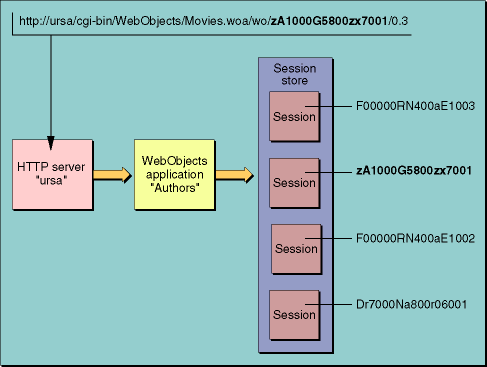 http://ursa/cgi-bin/WebObjects/Movies.woa/wo/zA1000G5800zx7001/0.3
Session
store
Session
F00000RN400aE1003
HTTP server
"ursa"
WebObjects
application
"Authors"
Session
zA1000G5800zx7001
Session
F00000RN400aE1002
Session
Dr7000Na800r06001